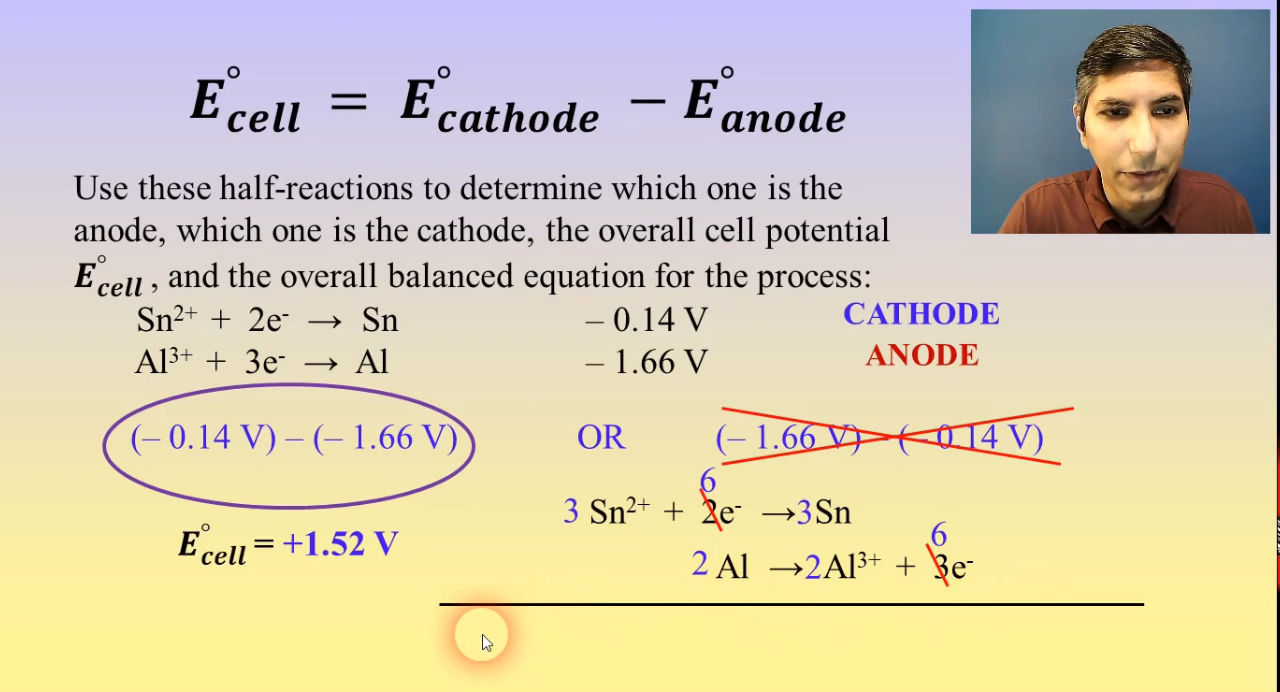 E°cell = E°cathode − E°anode
Use these half-reactions to determine which one is the
anode, which one is the cathode, the overall cell potential
E°cell , and the overall balanced equation for the process:
Sn²⁺ + 2e⁻ → Sn – 0.14 V CATHODE
Al³⁺ + 3e⁻ → Al – 1.66 V ANODE
(– 0.14 V) – (– 1.66 V) OR (– 1.66 V) – (– 0.14 V)
6
3 Sn²⁺ + 2e⁻ →3Sn
E°cell = +1.52 V
6
2 Al →2Al³⁺ + 3e⁻